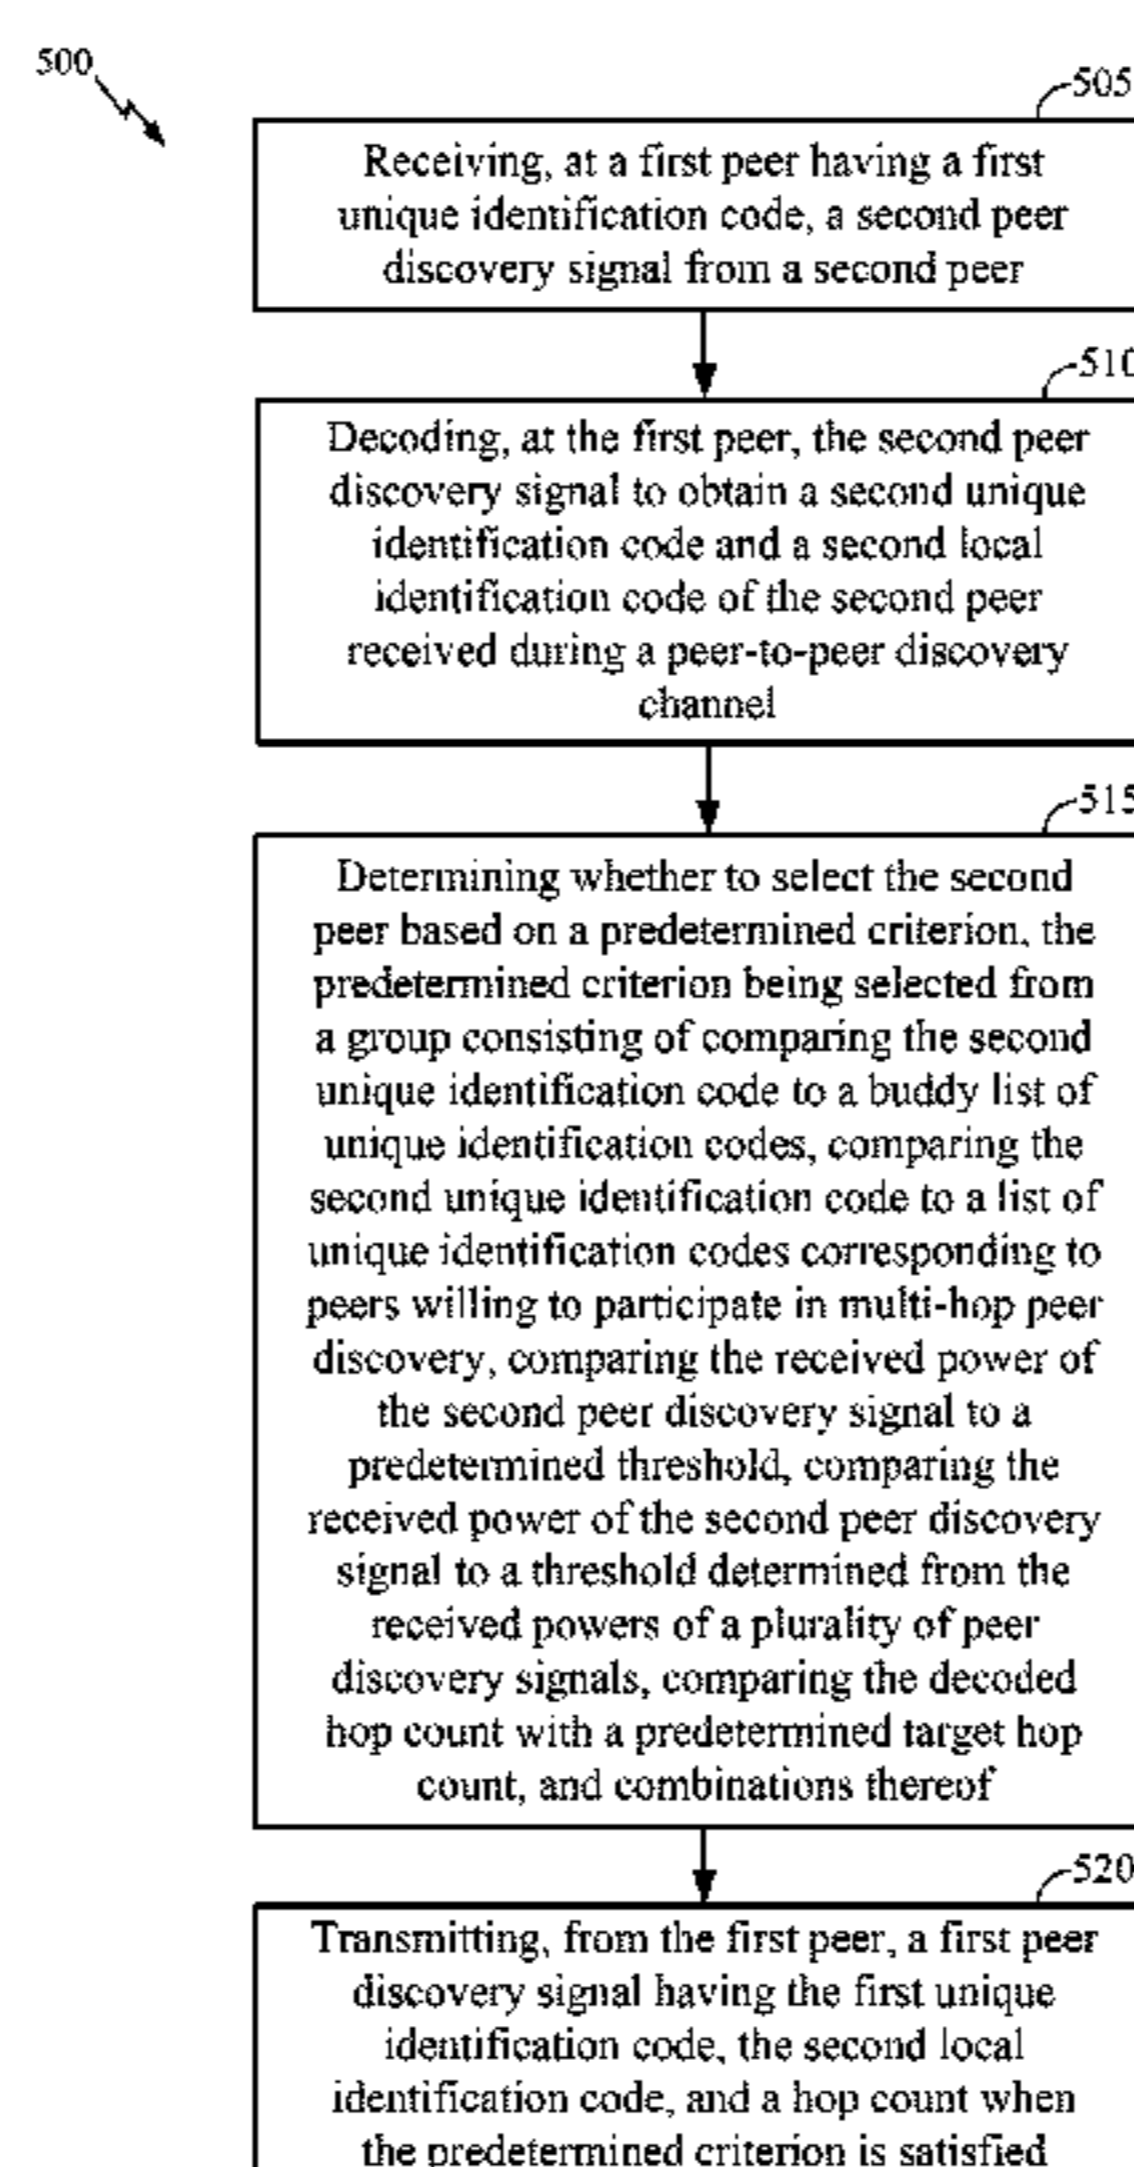 500
505
Receiving, at a first peer having a first
unique identification code, a second peer
discovery signal from a second peer
510
Decoding, at the first peer, the second peer
discovery signal to obtain a second unique
identification code and a second local
identification code of the second peer
received during a peer-to-peer discovery
channel
515
Determining whether to select the second
peer based on a predetermined criterion, the
predetermined criterion being selected from
a group consisting of comparing the second
unique identification code to a buddy list of
unique identification codes, comparing the
second unique identification code to a list of
unique identification codes corresponding to
peers willing to participate in multi-hop peer
discovery, comparing the received power of
the second peer discovery signal to a
predetermined threshold, comparing the
received power of the second peer discovery
signal to a threshold determined from the
received powers of a plurality of peer
discovery signals, comparing the decoded
hop count with a predetermined target hop
count, and combinations thereof
520
Transmitting, from the first peer, a first peer
discovery signal having the first unique
identification code, the second local
identification code, and a hop count when
the predetermined criterion is satisfied